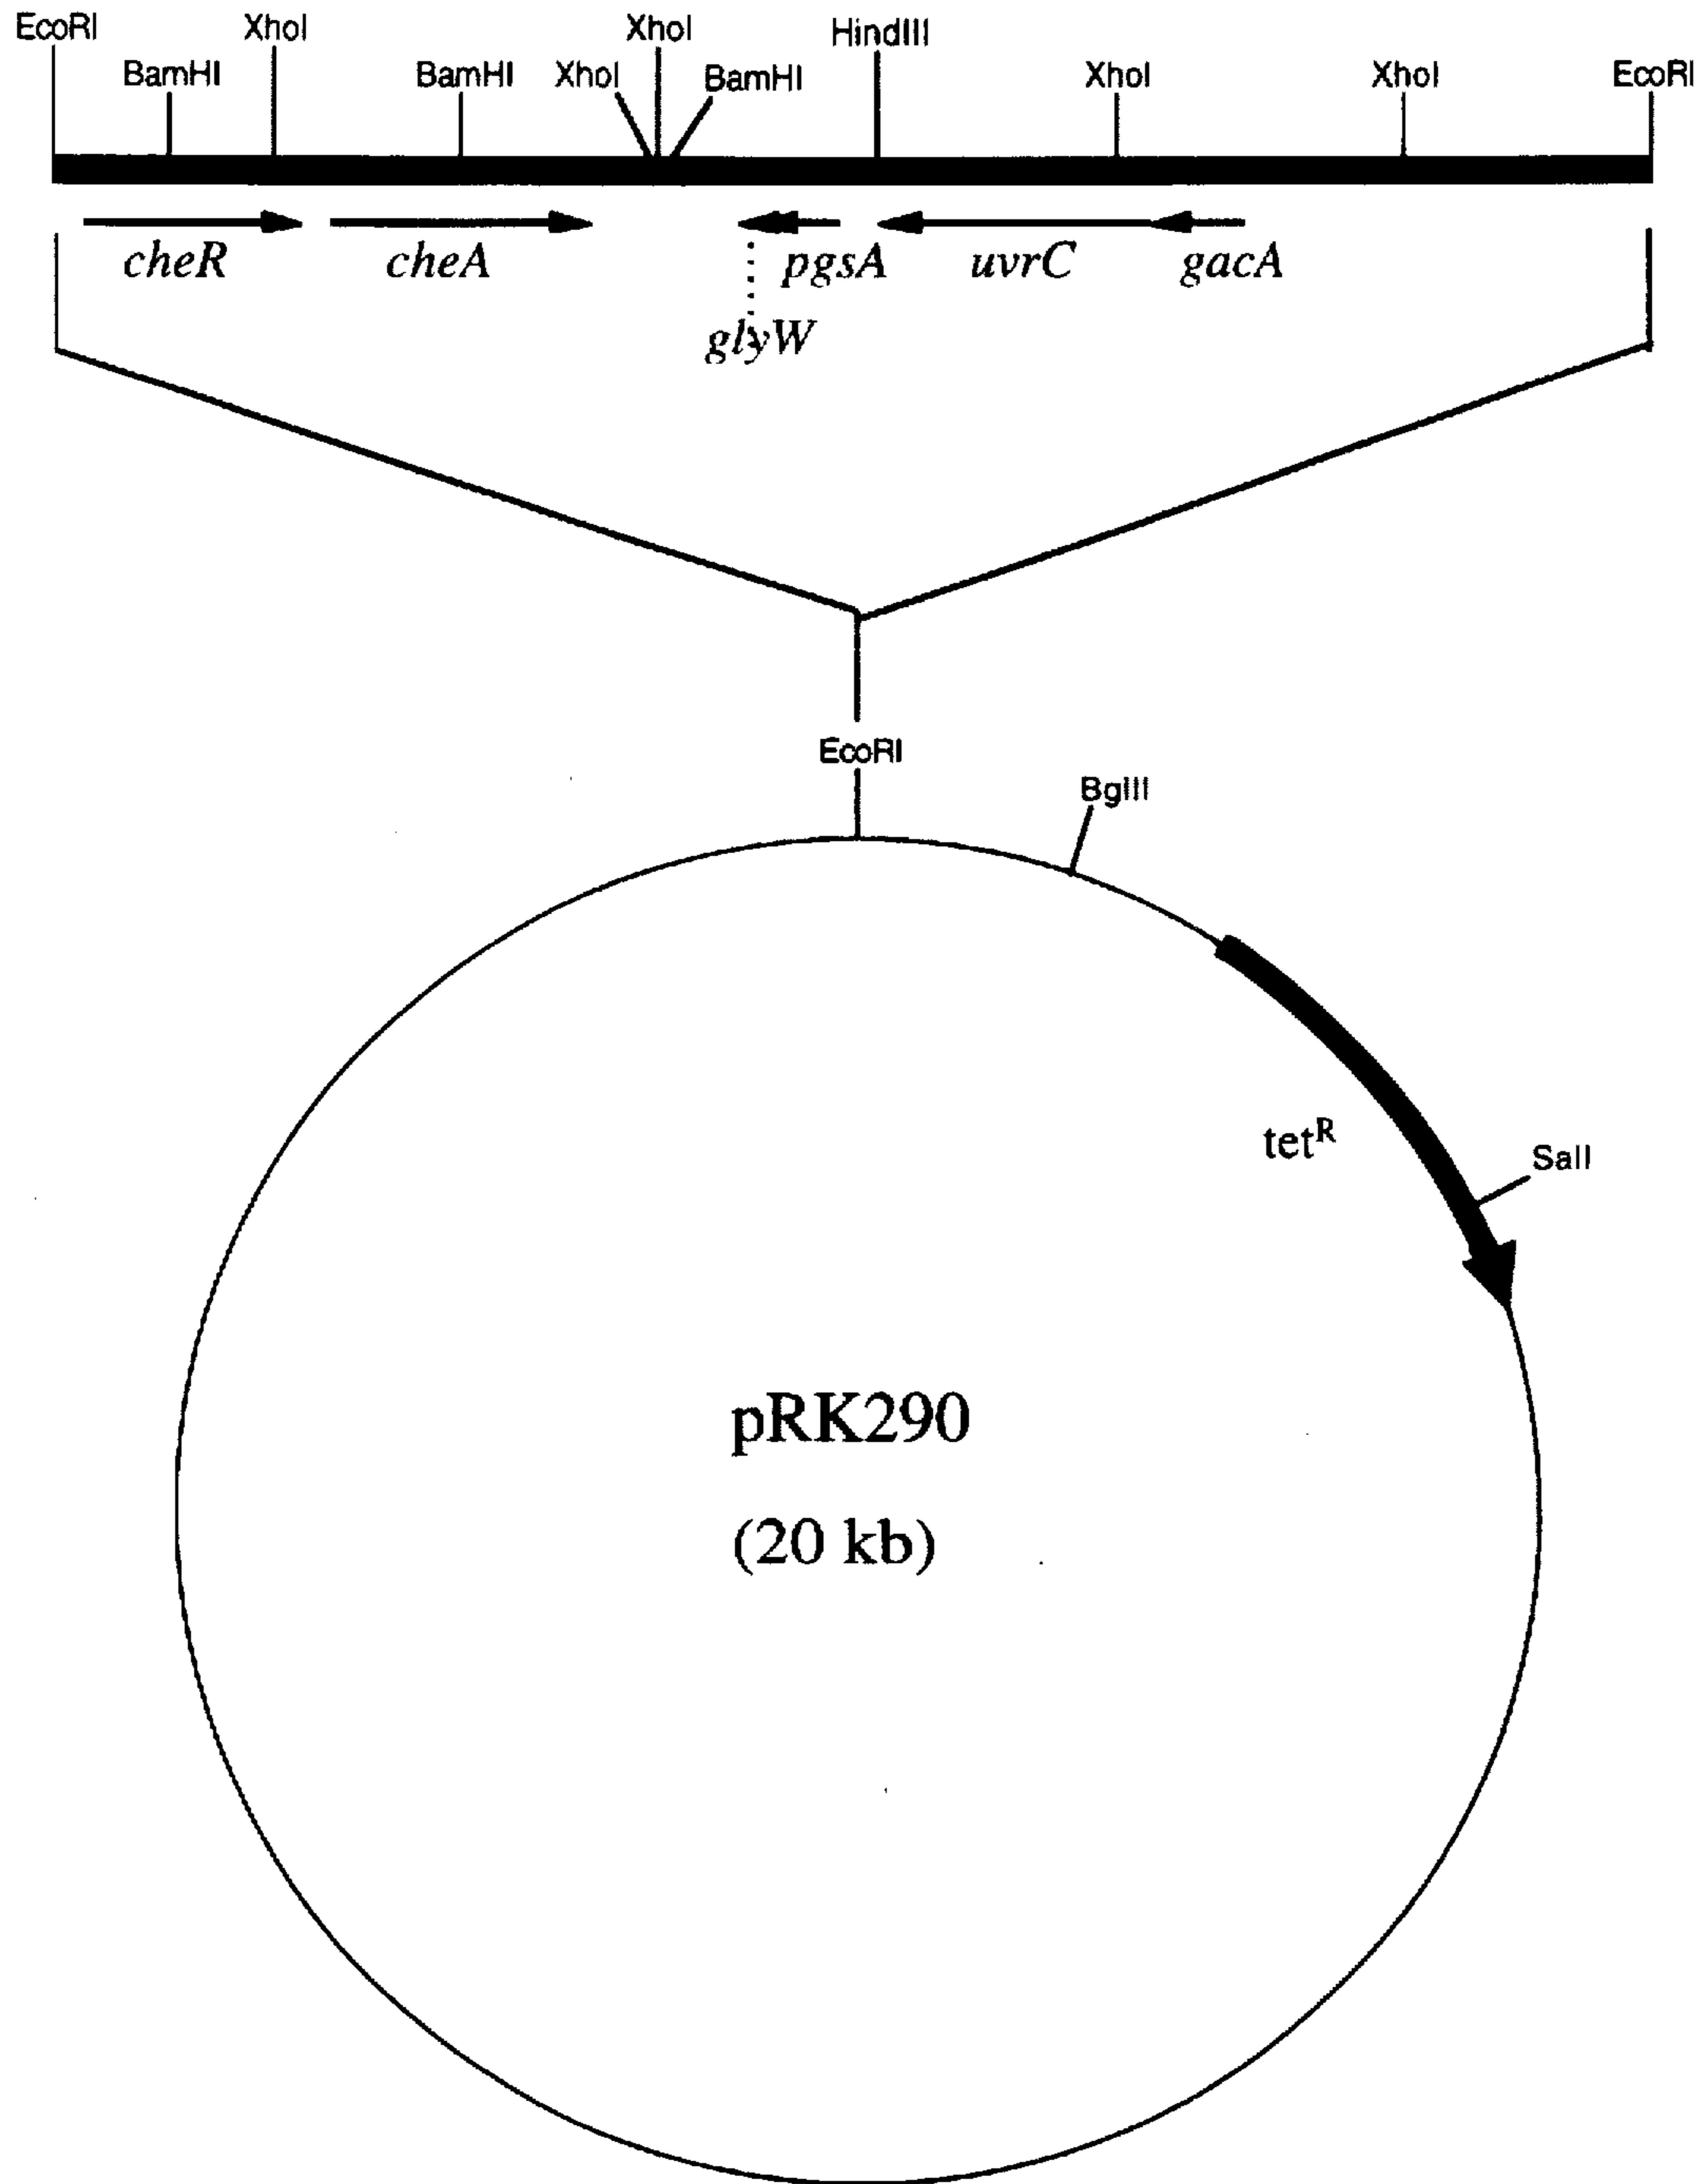 EcoRI XhoI XhoI HindIII
BamHI BamHI XhoI BamHI XhoI XhoI EcoRI
cheR cheA pgsA uvrC gacA
glyW
EcoRI
BglII
tetR
SalI
pRK290
(20 kb)